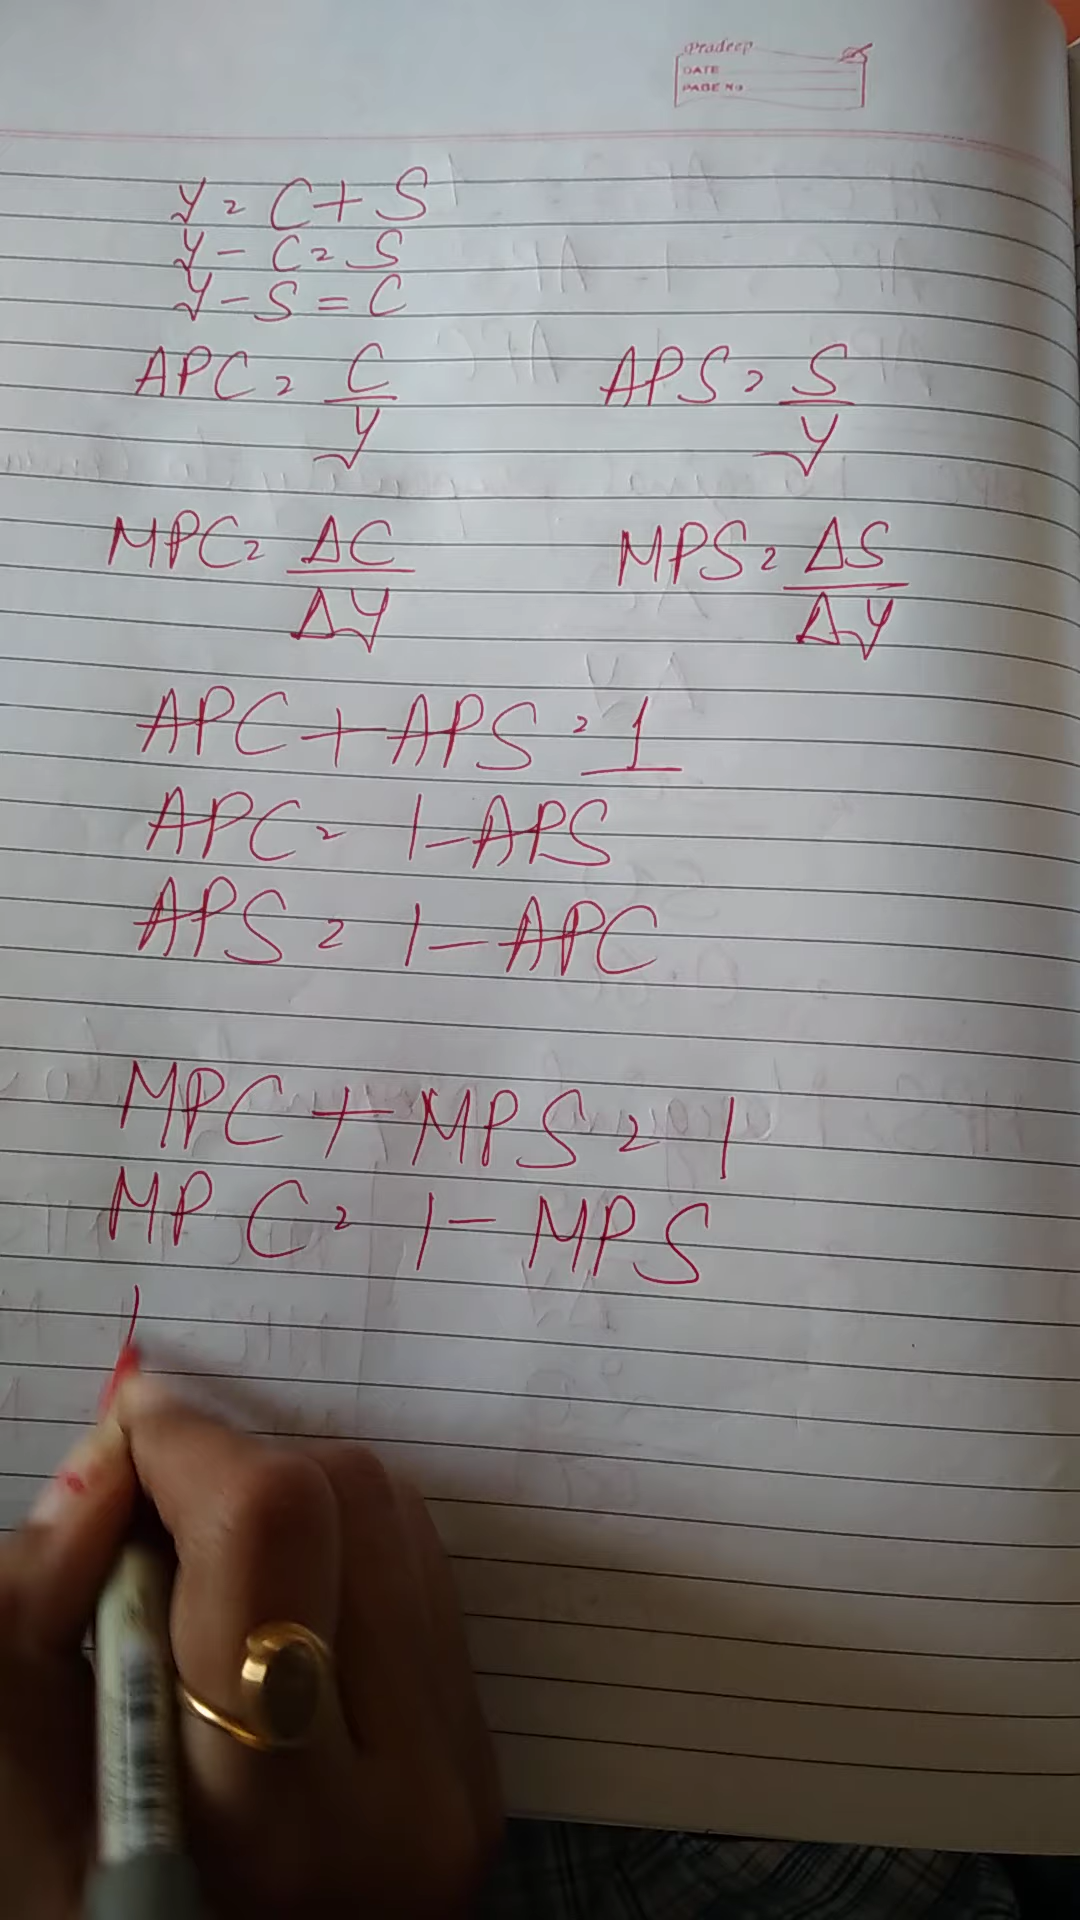 Pradeep
DATE
PAGE No
Y = C + S
Y - C = S
Y - S = C
APC = C/Y APS = S/Y
MPC = ΔC/ΔY MPS = ΔS/ΔY
APC + APS = 1
APC = 1 - APS
APS = 1 - APC
MPC + MPS = 1
MPC = 1 - MPS